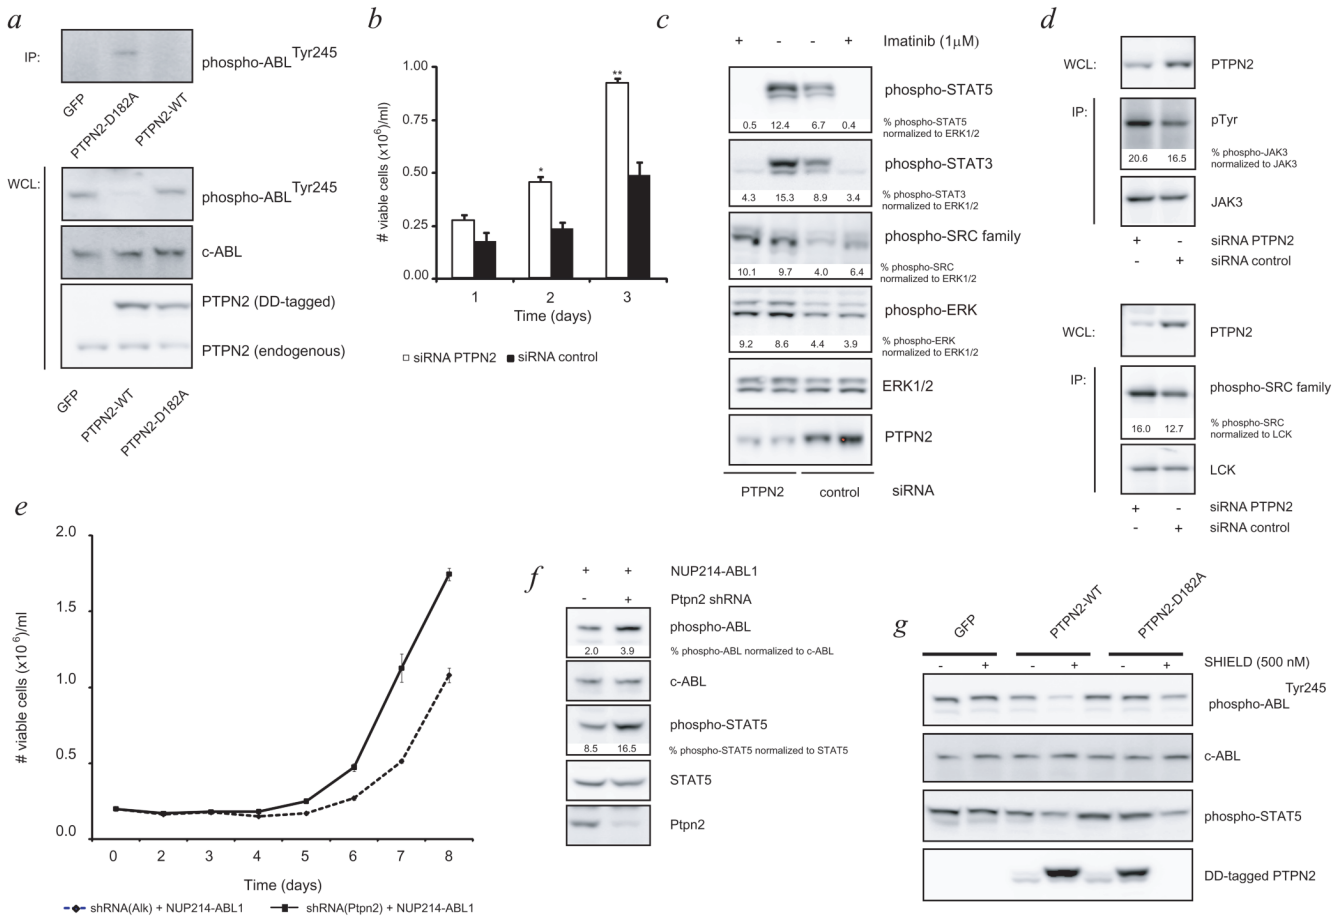 a
IP:
phospho-ABL Tyr245
GFP
PTPN2-D182A
PTPN2-WT
WCL:
phospho-ABL Tyr245
c-ABL
PTPN2 (DD-tagged)
PTPN2 (endogenous)
GFP
PTPN2-WT
PTPN2-D182A
b
# viable cells (x10^6)/ml
1.00
0.75
0.50
0.25
0.00
*
**
1 2 3
Time (days)
siRNA PTPN2 siRNA control
c
+ - - + Imatinib (1μM)
phospho-STAT5
0.5 12.4 6.7 0.4
% phospho-STAT5
normalized to ERK1/2
phospho-STAT3
4.3 15.3 8.9 3.4
% phospho-STAT3
normalized to ERK1/2
phospho-SRC family
10.1 9.7 4.0 6.4
% phospho-SRC
normalized to ERK1/2
phospho-ERK
9.2 8.6 4.4 3.9
% phospho-ERK
normalized to ERK1/2
ERK1/2
PTPN2
PTPN2 control siRNA
d
WCL: PTPN2
IP: pTyr
20.6 16.5
% phospho-JAK3
normalized to JAK3
JAK3
+ - siRNA PTPN2
- + siRNA control
WCL: PTPN2
IP:
phospho-SRC family
16.0 12.7
% phospho-SRC
normalized to LCK
LCK
+ - siRNA PTPN2
- + siRNA control
e
# viable cells (x10^6)/ml
2.0
1.5
1.0
0.5
0.0
0 2 3 4 5 6 7 8
Time (days)
shRNA(Alk) + NUP214-ABL1 shRNA(Ptpn2) + NUP214-ABL1
f
+ + NUP214-ABL1
- + Ptpn2 shRNA
phospho-ABL
2.0 3.9 % phospho-ABL normalized to c-ABL
c-ABL
phospho-STAT5
8.5 16.5 % phospho-STAT5 normalized to STAT5
STAT5
Ptpn2
g
GFP PTPN2-WT PTPN2-D182A
- + - + - + SHIELD (500 nM)
phospho-ABL Tyr245
c-ABL
phospho-STAT5
DD-tagged PTPN2